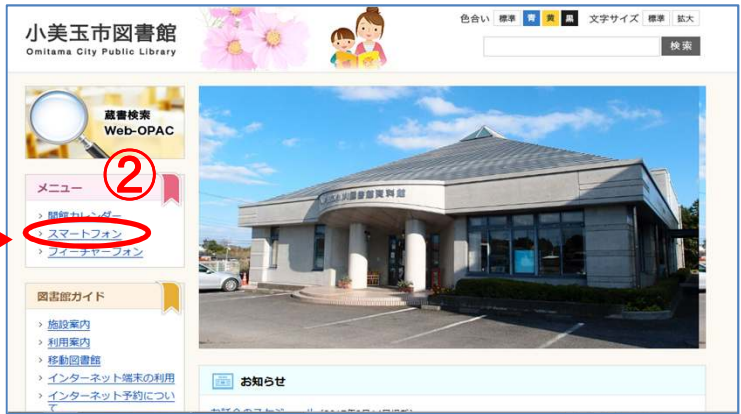 小美玉市図書館
Omitama City Public Library
色合い 標準 青 黄 黒 文字サイズ 標準 拡大
検索
蔵書検索
Web-OPAC
②
メニュー
開館カレンダー
スマートフォン
フィーチャーフォン
図書館ガイド
施設案内
利用案内
移動図書館
インターネット端末の利用
インターネット予約につい
て
お知らせ